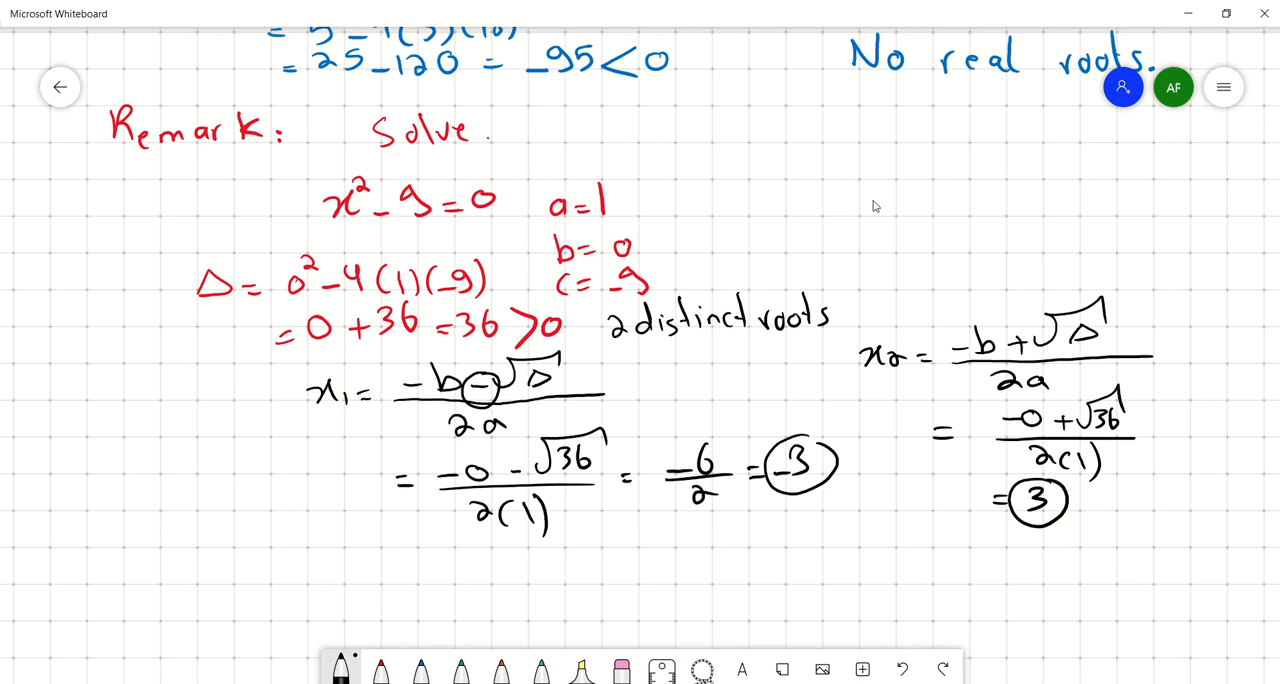 Microsoft Whiteboard
= 25 - 120 = -95 < 0
No real roots.
AF
Remark: Solve.
x² - 9 = 0
a = 1
b = 0
c = -9
Δ = 0² - 4(1)(-9)
= 0 + 36 = 36 > 0
2 distinct roots
x₁ = (-b - √Δ) / 2a
= (-0 - √36) / 2(1) = -6/2 = -3
x₂ = (-b + √Δ) / 2a
= (-0 + √36) / 2(1)
= 3
A